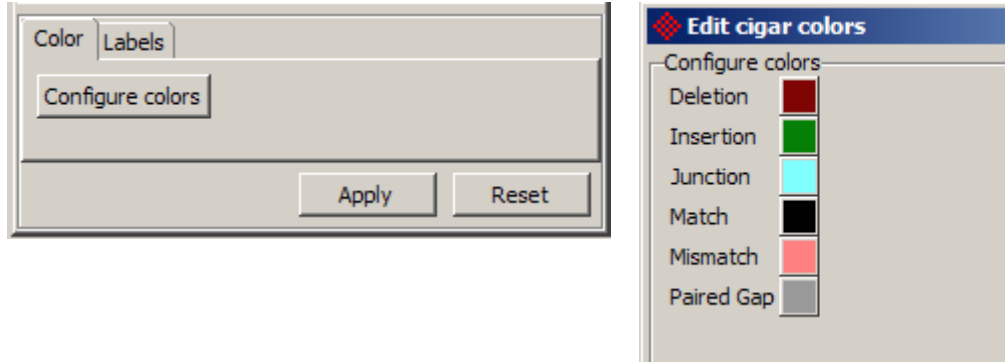 Color
Labels
Configure colors
Apply
Reset
Edit cigar colors
Configure colors
Deletion
Insertion
Junction
Match
Mismatch
Paired Gap